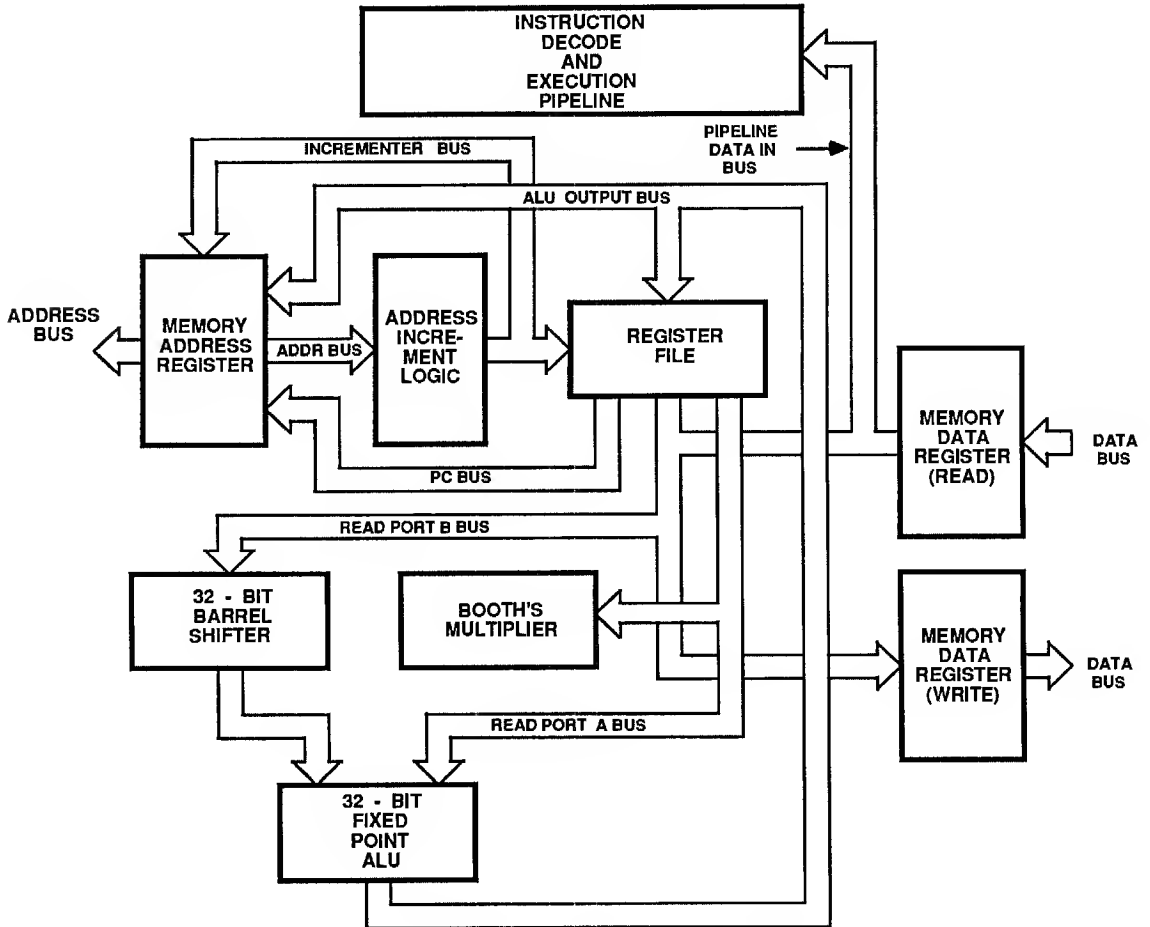 INSTRUCTION
DECODE
AND
EXECUTION
PIPELINE
PIPELINE
DATA IN
BUS
INCREMENTER BUS
ALU OUTPUT BUS
ADDRESS
BUS
MEMORY
ADDRESS
REGISTER
ADDR BUS
ADDRESS
INCRE-
MENT
LOGIC
REGISTER
FILE
MEMORY
DATA
REGISTER
(READ)
DATA
BUS
PC BUS
READ PORT B BUS
32 - BIT
BARREL
SHIFTER
BOOTH'S
MULTIPLIER
MEMORY
DATA
REGISTER
(WRITE)
DATA
BUS
READ PORT A BUS
32 - BIT
FIXED
POINT
ALU